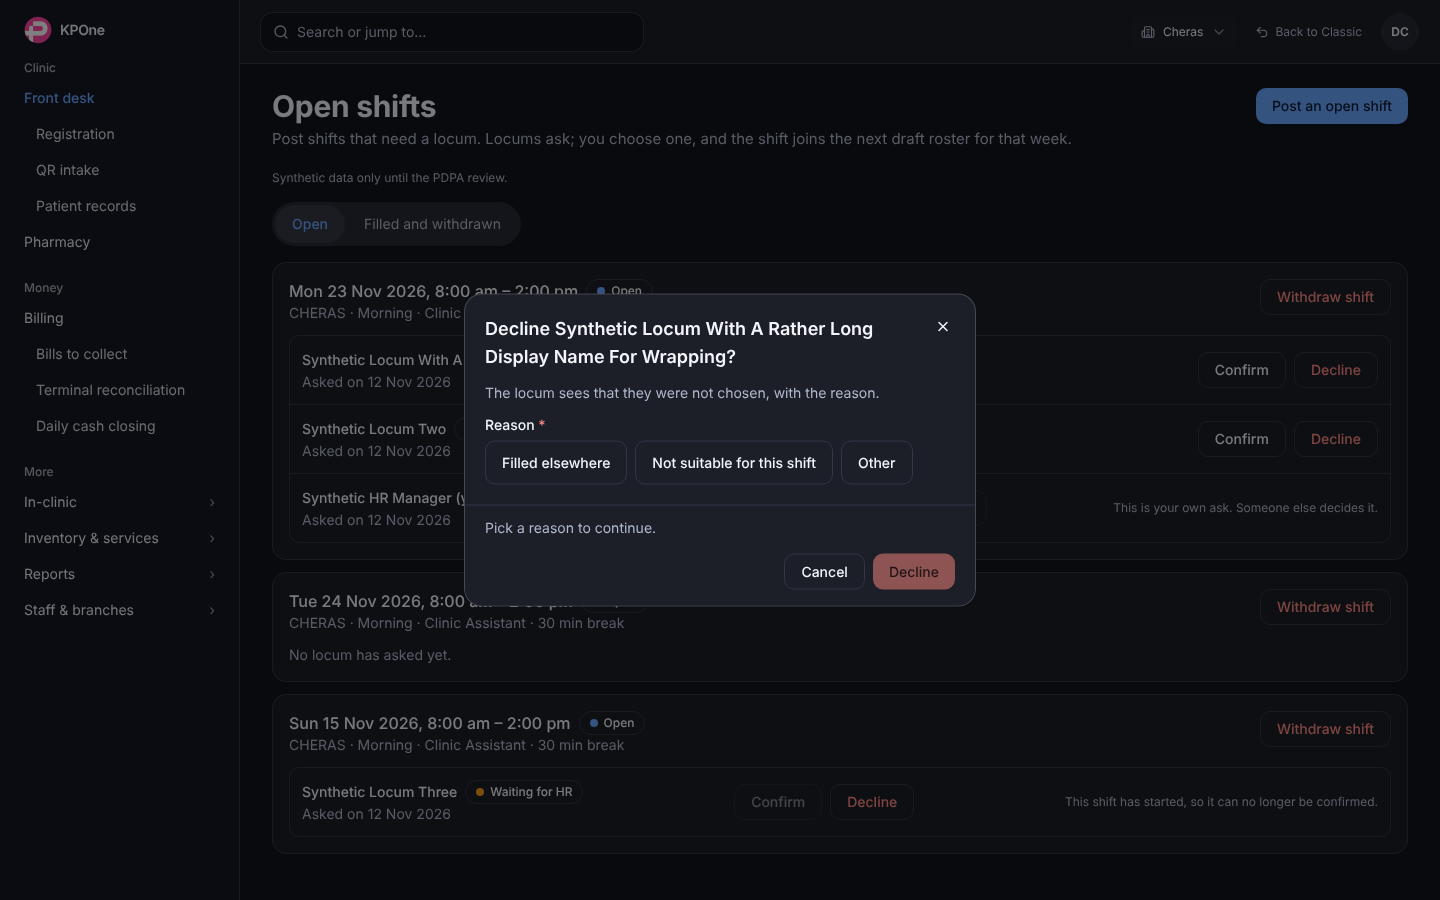 KPOne
Search or jump to...
Cheras
Back to Classic
DC
Clinic
Front desk
Registration
QR intake
Patient records
Pharmacy
Money
Billing
Bills to collect
Terminal reconciliation
Daily cash closing
More
In-clinic
Inventory & services
Reports
Staff & branches
Open shifts
Post an open shift
Post shifts that need a locum. Locums ask; you choose one, and the shift joins the next draft roster for that week.
Synthetic data only until the PDPA review.
Open
Filled and withdrawn
Mon 23 Nov 2026, 8:00 am – 2:00 pm
Open
Withdraw shift
CHERAS · Morning · Clinic
Synthetic Locum With A
Asked on 12 Nov 2026
Confirm
Decline
Synthetic Locum Two
Asked on 12 Nov 2026
Confirm
Decline
Synthetic HR Manager
Asked on 12 Nov 2026
This is your own ask. Someone else decides it.
Decline Synthetic Locum With A Rather Long
Display Name For Wrapping?
The locum sees that they were not chosen, with the reason.
Reason *
Filled elsewhere
Not suitable for this shift
Other
Pick a reason to continue.
Cancel
Decline
Tue 24 Nov 2026, 8:00
Withdraw shift
CHERAS · Morning · Clinic Assistant · 30 min break
No locum has asked yet.
Sun 15 Nov 2026, 8:00 am – 2:00 pm
Open
Withdraw shift
CHERAS · Morning · Clinic Assistant · 30 min break
Synthetic Locum Three
Waiting for HR
Asked on 12 Nov 2026
Confirm
Decline
This shift has started, so it can no longer be confirmed.